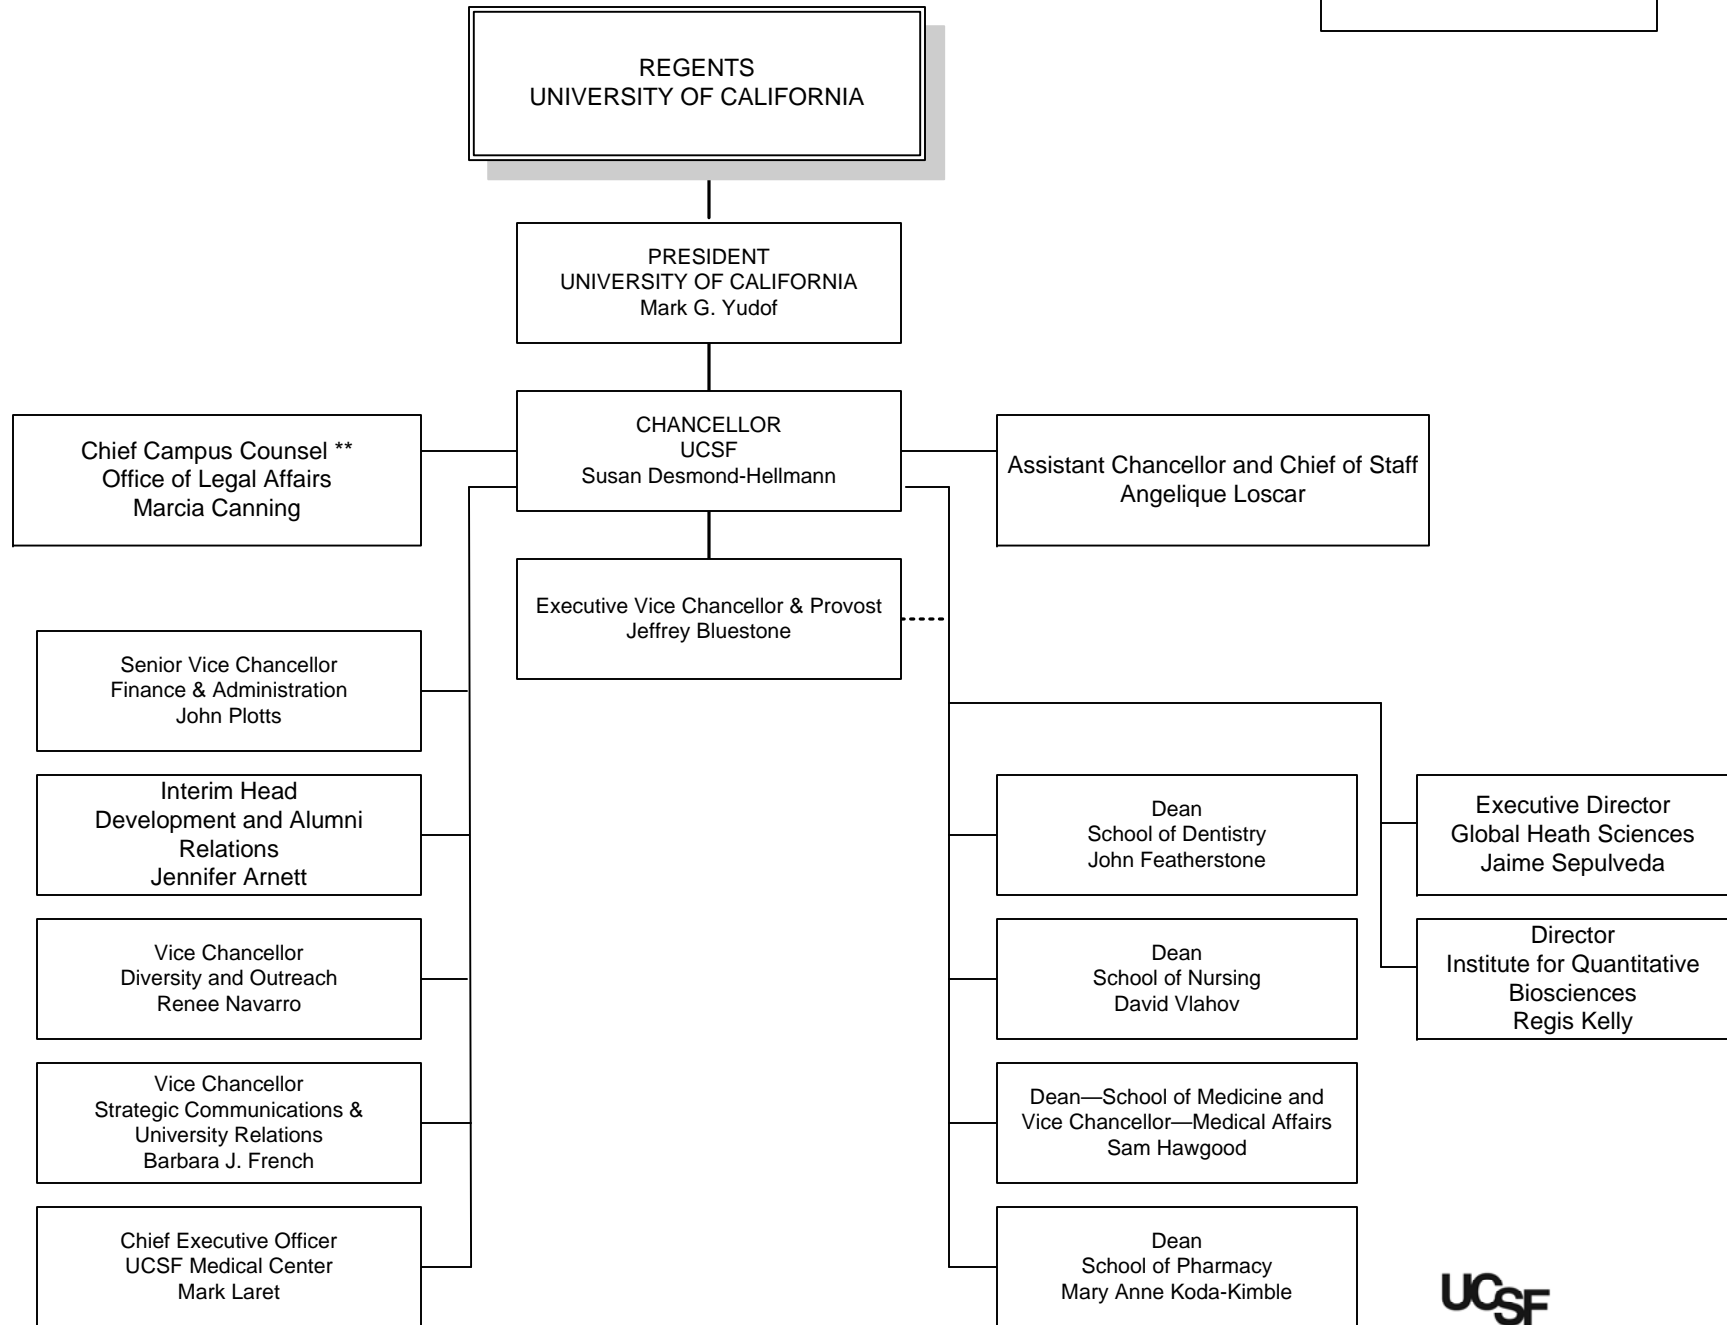 REGENTS
UNIVERSITY OF CALIFORNIA
PRESIDENT
UNIVERSITY OF CALIFORNIA
Mark G. Yudof
CHANCELLOR
UCSF
Susan Desmond-Hellmann
Chief Campus Counsel **
Office of Legal Affairs
Marcia Canning
Assistant Chancellor and Chief of Staff
Angelique Loscar
Executive Vice Chancellor & Provost
Jeffrey Bluestone
Senior Vice Chancellor
Finance & Administration
John Plotts
Interim Head
Development and Alumni
Relations
Jennifer Arnett
Vice Chancellor
Diversity and Outreach
Renee Navarro
Vice Chancellor
Strategic Communications &
University Relations
Barbara J. French
Chief Executive Officer
UCSF Medical Center
Mark Laret
Dean
School of Dentistry
John Featherstone
Dean
School of Nursing
David Vlahov
Dean—School of Medicine and
Vice Chancellor—Medical Affairs
Sam Hawgood
Dean
School of Pharmacy
Mary Anne Koda-Kimble
Executive Director
Global Heath Sciences
Jaime Sepulveda
Director
Institute for Quantitative
Biosciences
Regis Kelly
UCSF